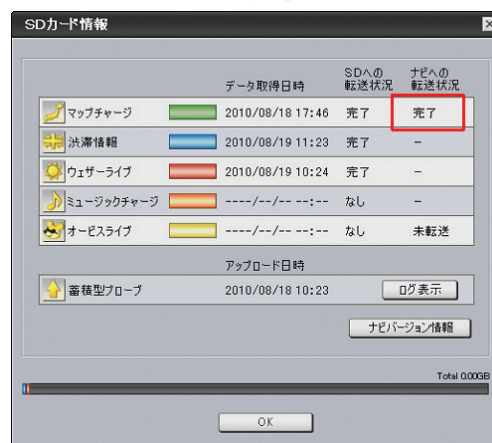 SDカード情報
データ取得日時 SDへの転送状況 ナビへの転送状況
マップチャージ 2010/08/18 17:46 完了 完了
渋滞情報 2010/08/19 11:23 完了 −
ウェザーライブ 2010/08/19 10:24 完了 −
ミュージックチャージ ----/--/-- --:-- なし −
オービスライブ ----/--/-- --:-- なし 未転送
アップロード日時
蓄積型プローブ 2010/08/18 10:23 ログ表示
ナビバージョン情報
Total 0.00GB
OK